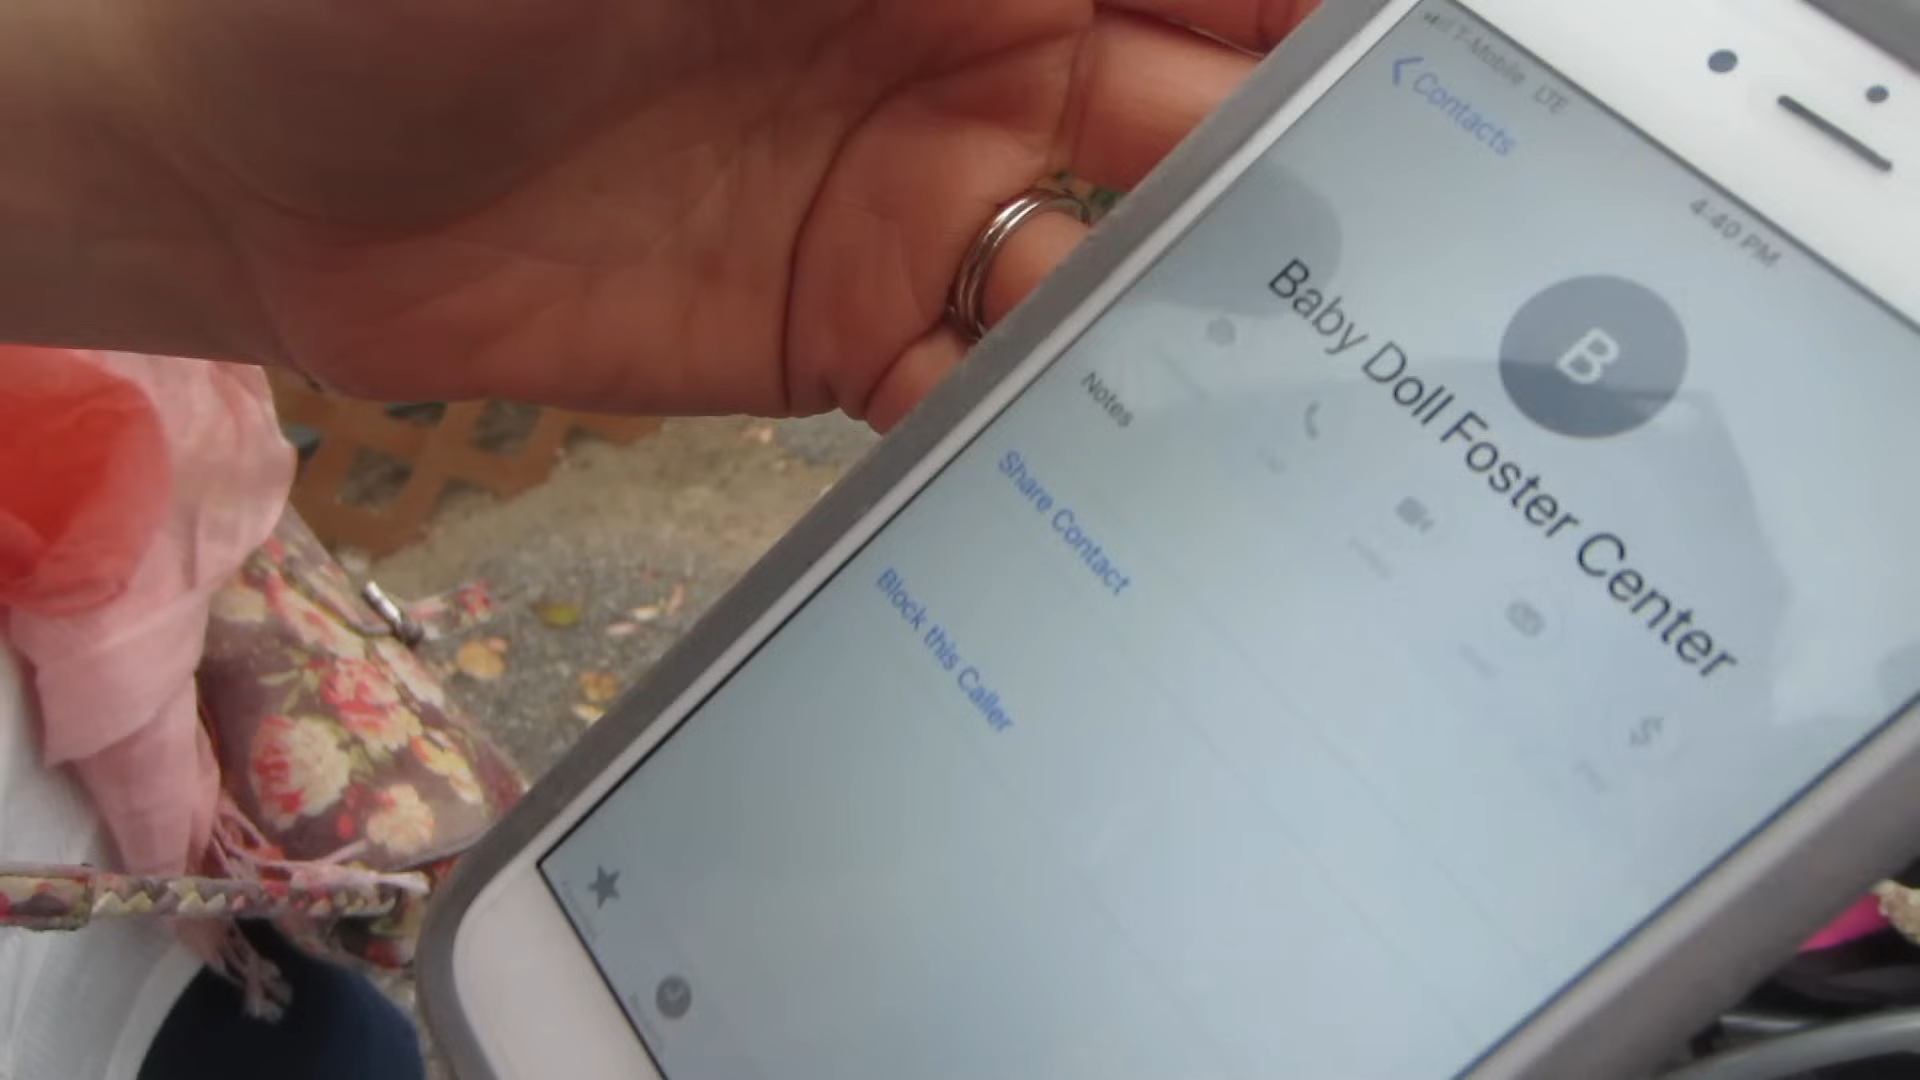 T-Mobile LTE
4:40 PM
Contacts
B
Baby Doll Foster Center
$
Notes
Share Contact
Block this Caller